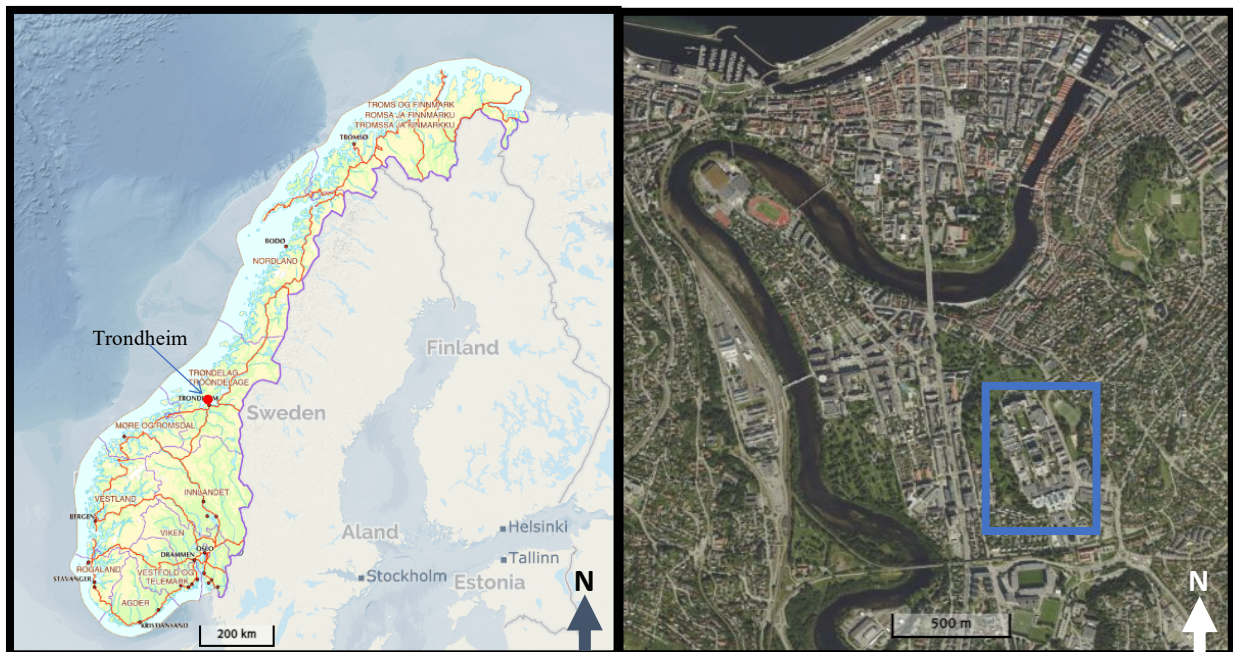 TROMS OG FINNMARK
ROMSA JA FINNMÁRKU
TROMSSA JA FINMARKKU
TROMSØ
BODØ
NORDLAND
Trondheim
Finland
TRØNDELAG
TRÖÖNDELAGE
TRONDHEIM
Sweden
MØRE OG ROMSDAL
INNLANDET
VESTLAND
BERGEN
VIKEN
Aland
Helsinki
OSLO
DRAMMEN
Tallinn
ROGALAND
VESTFOLD OG
TELEMARK
STAVANGER
Stockholm
Estonia
AGDER
KRISTIANSAND
200 km
N
500 m
N